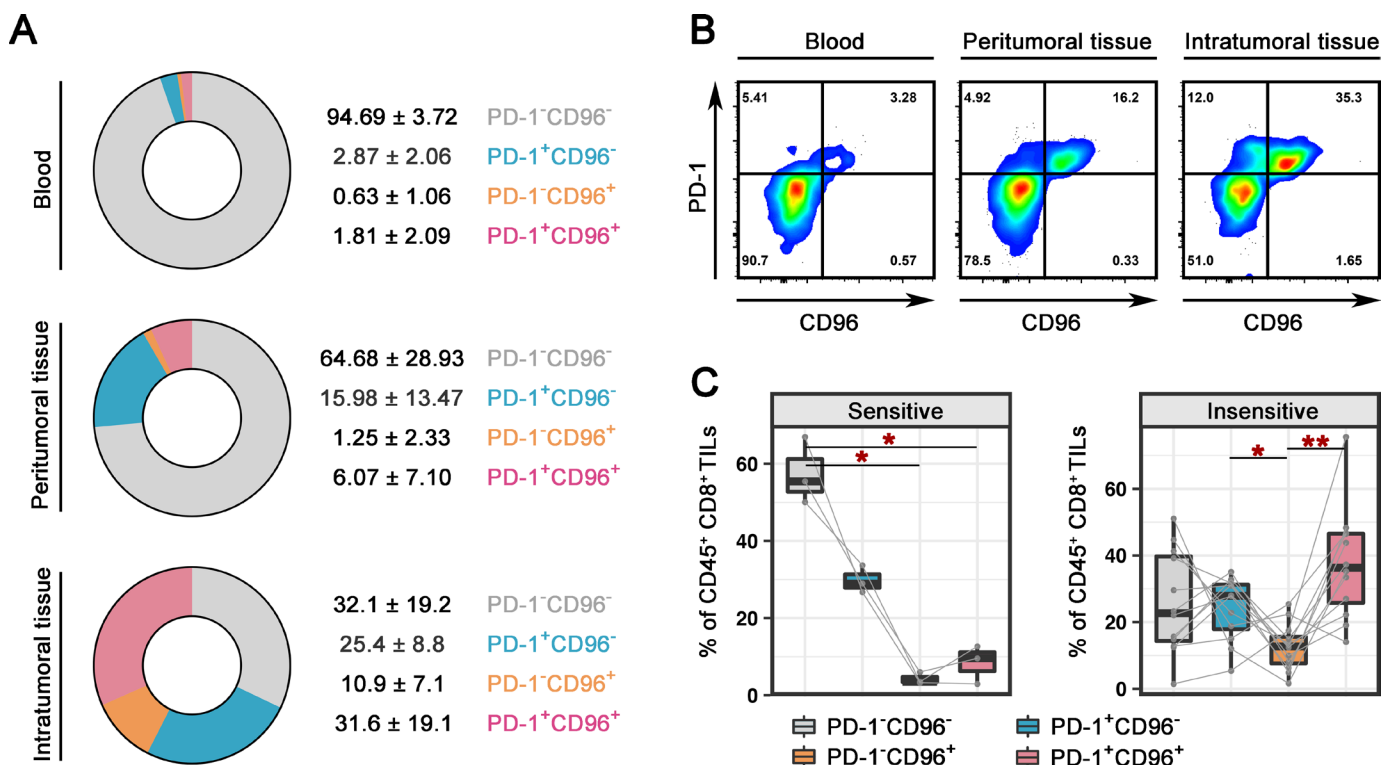 A
Blood
94.69 ± 3.72 PD-1⁻CD96⁻
2.87 ± 2.06 PD-1⁺CD96⁻
0.63 ± 1.06 PD-1⁻CD96⁺
1.81 ± 2.09 PD-1⁺CD96⁺
Peritumoral tissue
64.68 ± 28.93 PD-1⁻CD96⁻
15.98 ± 13.47 PD-1⁺CD96⁻
1.25 ± 2.33 PD-1⁻CD96⁺
6.07 ± 7.10 PD-1⁺CD96⁺
Intratumoral tissue
32.1 ± 19.2 PD-1⁻CD96⁻
25.4 ± 8.8 PD-1⁺CD96⁻
10.9 ± 7.1 PD-1⁻CD96⁺
31.6 ± 19.1 PD-1⁺CD96⁺
B
Blood Peritumoral tissue Intratumoral tissue
PD-1
5.41 3.28 4.92 16.2 12.0 35.3
90.7 0.57 78.5 0.33 51.0 1.65
CD96 CD96 CD96
C
Sensitive
% of CD45⁺ CD8⁺ TILs
60
40
20
0
* *
Insensitive
% of CD45⁺ CD8⁺ TILs
60
40
20
0
* **
PD-1⁻CD96⁻ PD-1⁺CD96⁻
PD-1⁻CD96⁺ PD-1⁺CD96⁺